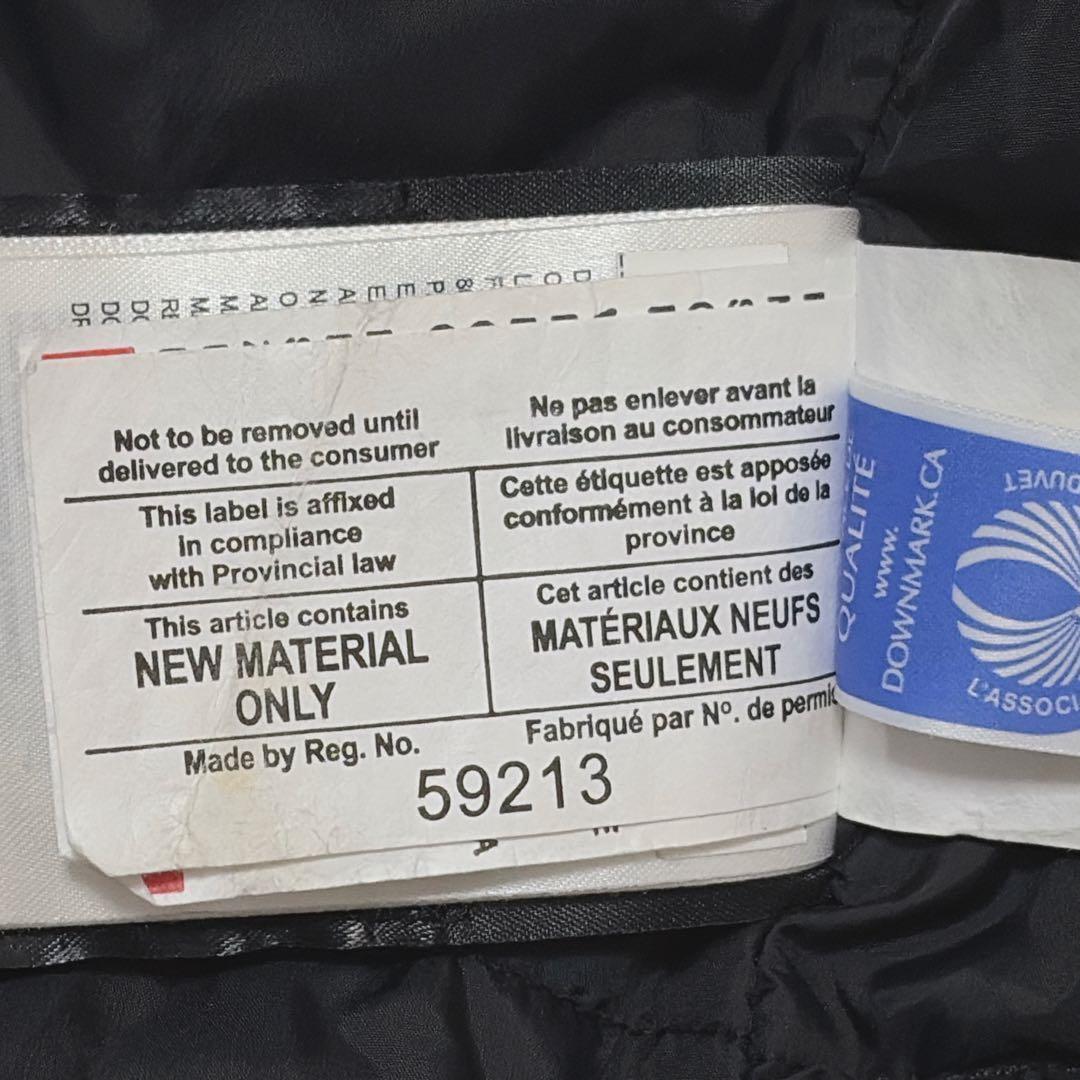 Not to be removed until
delivered to the consumer
Ne pas enlever avant la
livraison au consommateur
This label is affixed
in compliance
with Provincial law
Cette étiquette est apposée
conformément à la loi de la
province
This article contains
NEW MATERIAL
ONLY
Cet article contient des
MATÉRIAUX NEUFS
SEULEMENT
Made by Reg. No.
Fabriqué par Nº. de permis
59213
QUALITÉ
www.
DOWNMARK.CA
DUVET
L'ASSOCI